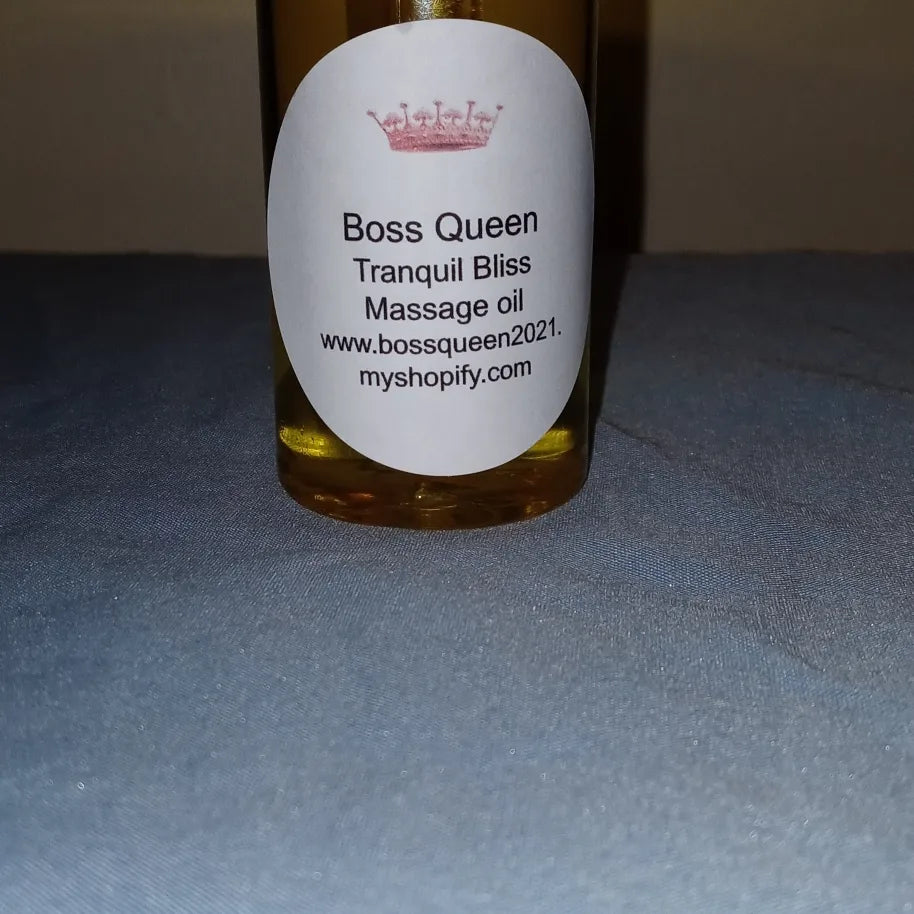 Boss Queen
Tranquil Bliss
Massage oil
www.bossqueen2021.
myshopify.com